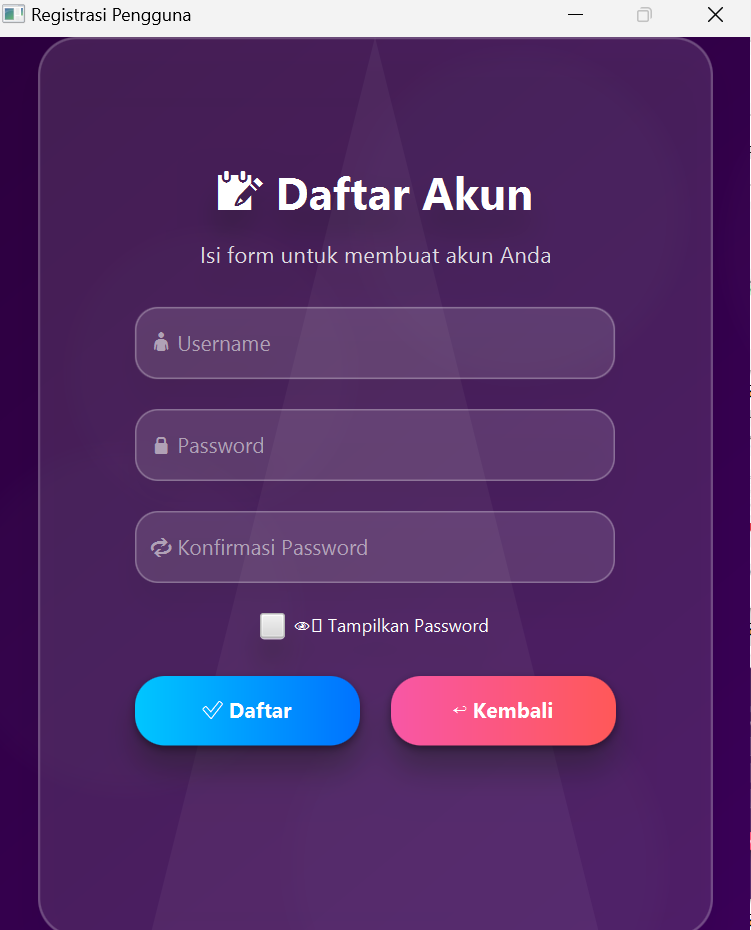 Registrasi Pengguna
Daftar Akun
Isi form untuk membuat akun Anda
Username
Password
Konfirmasi Password
Tampilkan Password
Daftar
Kembali